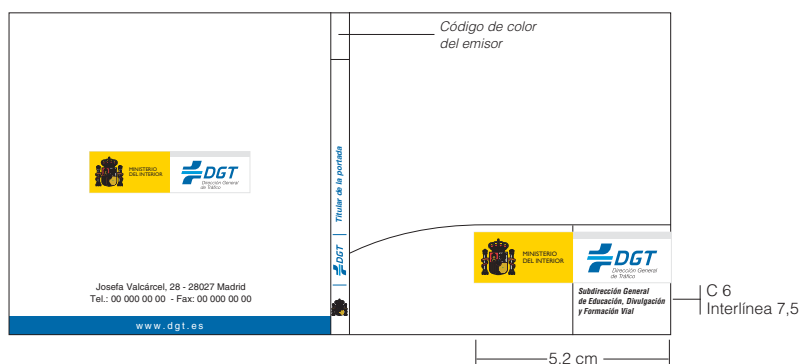 Código de color
del emisor
MINISTERIO
DEL INTERIOR
DGT
Dirección General
de Tráfico
Josefa Valcárcel, 28 - 28027 Madrid
Tel.: 00 000 00 00 - Fax: 00 000 00 00
www.dgt.es
DGT
Titular de la portada
MINISTERIO
DEL INTERIOR
DGT
Dirección General
de Tráfico
Subdirección General
de Educación, Divulgación
y Formación Vial
C 6
Interlínea 7,5
5,2 cm